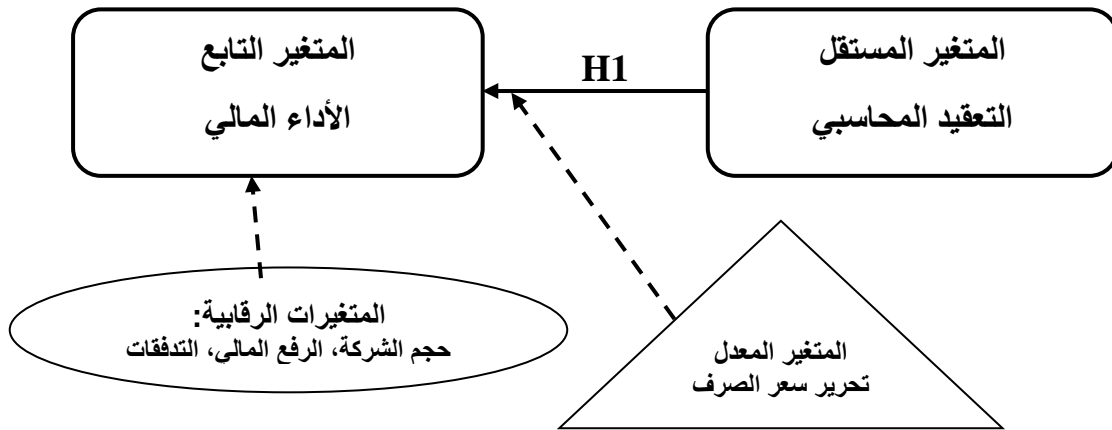 المتغير المستقل
التعقيد المحاسبي
H1
المتغير التابع
الأداء المالي
المتغيرات الرقابية:
حجم الشركة، الرفع المالي، التدفقات
المتغير المعدل
تحرير سعر الصرف